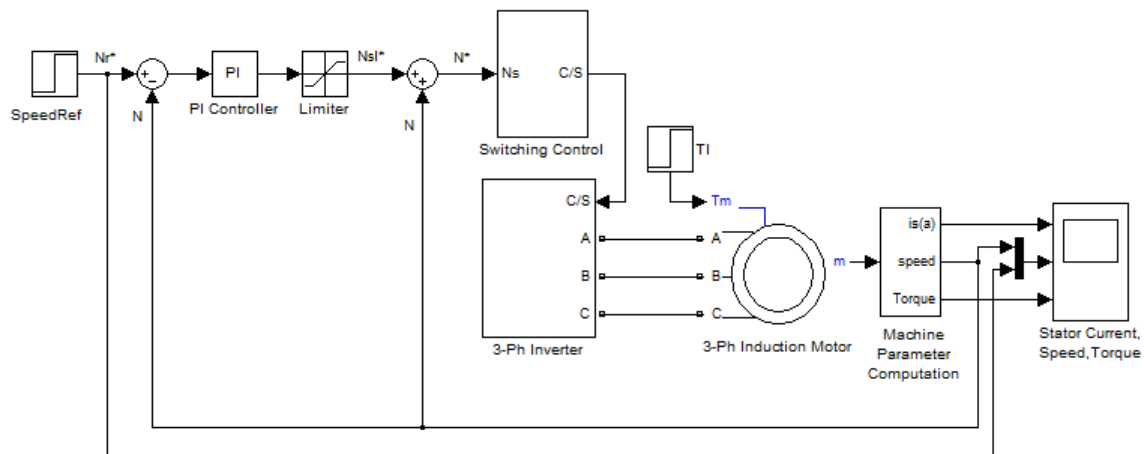 Nr*
+
−
N
SpeedRef
PI
PI Controller
Limiter
Nsl*
+
+
N
N*
Ns
C/S
Switching Control
Tl
C/S
A
B
C
3-Ph Inverter
Tm
A
B
C
m
3-Ph Induction Motor
is(a)
speed
Torque
Machine
Parameter
Computation
Stator Current,
Speed,Torque